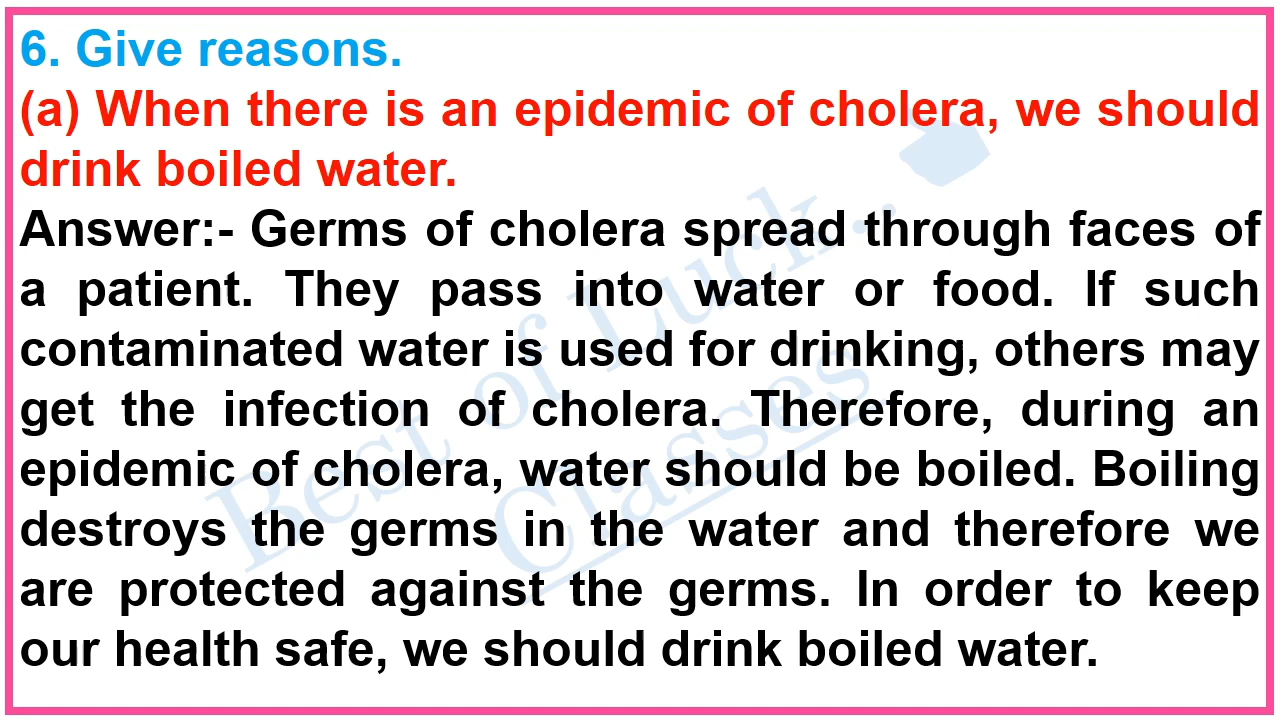 6. Give reasons.
(a) When there is an epidemic of cholera, we should
drink boiled water.
Answer:- Germs of cholera spread through faces of
a patient. They pass into water or food. If such
contaminated water is used for drinking, others may
get the infection of cholera. Therefore, during an
epidemic of cholera, water should be boiled. Boiling
destroys the germs in the water and therefore we
are protected against the germs. In order to keep
our health safe, we should drink boiled water.
Best of Luck..
Classes